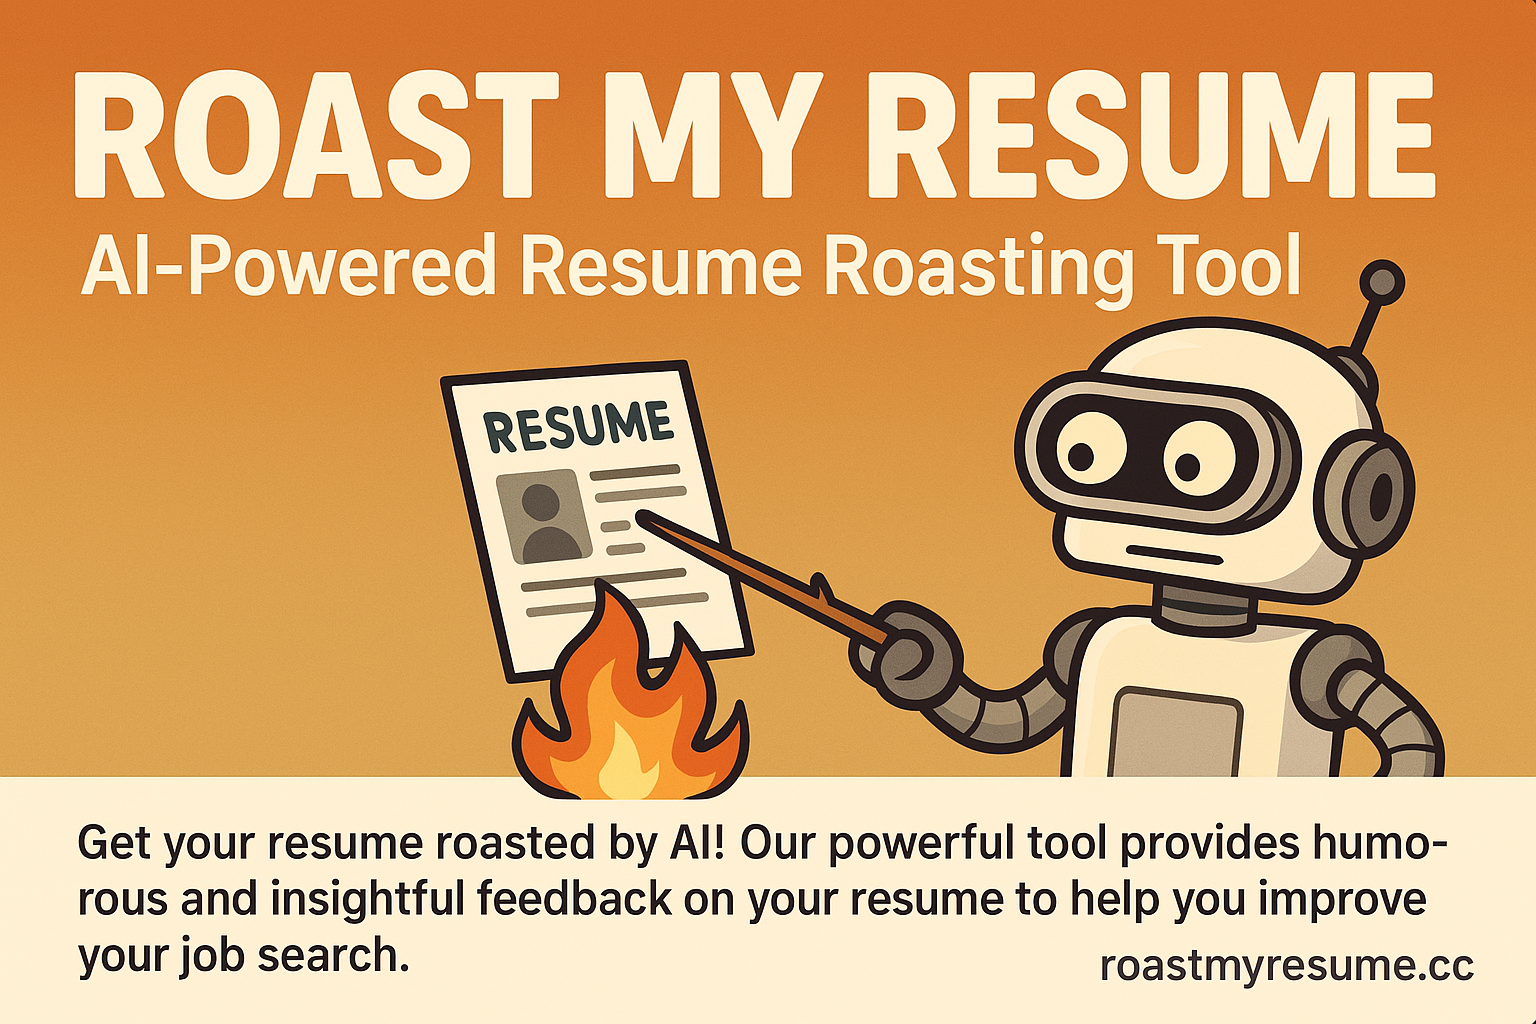 ROAST MY RESUME
AI-Powered Resume Roasting Tool
RESUME
Get your resume roasted by AI! Our powerful tool provides humo-
rous and insightful feedback on your resume to help you improve
your job search.
roastmyresume.cc